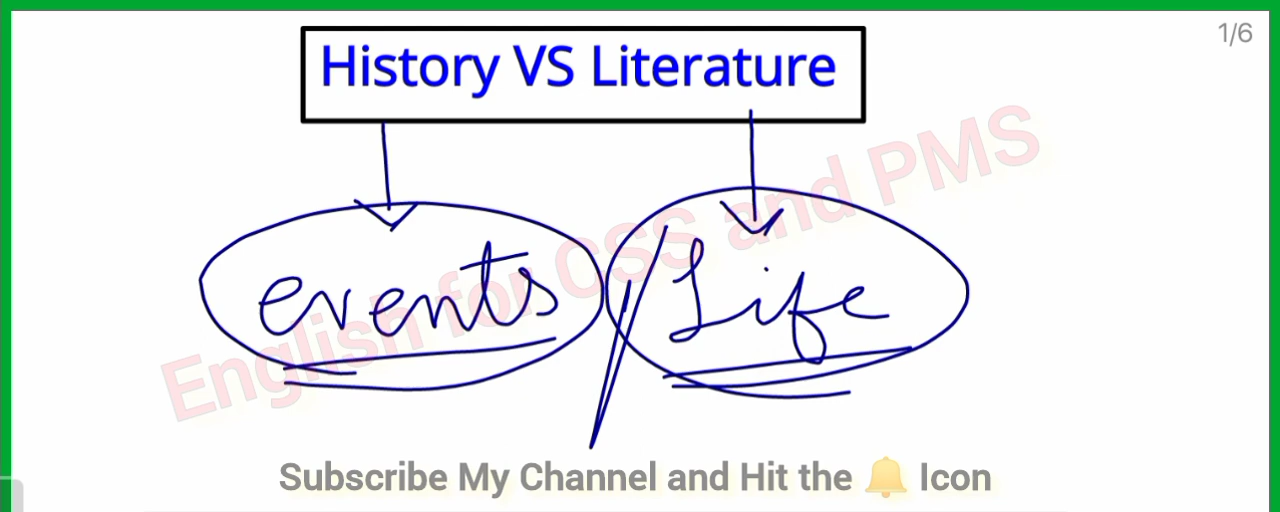 1/6
History VS Literature
events Life
English for CSS and PMS
Subscribe My Channel and Hit the 🔔 Icon